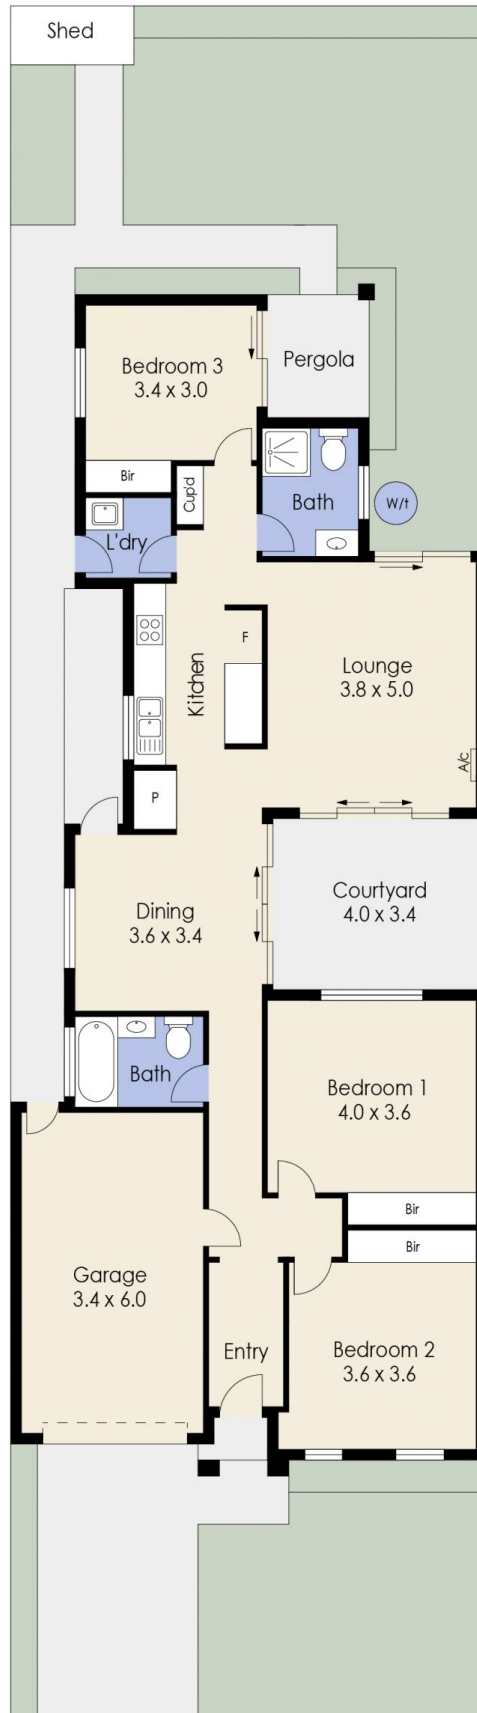 Shed
Bedroom 3
3.4 x 3.0
Pergola
Bir
Cup'd
Bath
W/t
L'dry
F
Kitchen
Lounge
3.8 x 5.0
A/c
P
Dining
3.6 x 3.4
Courtyard
4.0 x 3.4
Bath
Bedroom 1
4.0 x 3.6
Bir
Bir
Garage
3.4 x 6.0
Entry
Bedroom 2
3.6 x 3.6